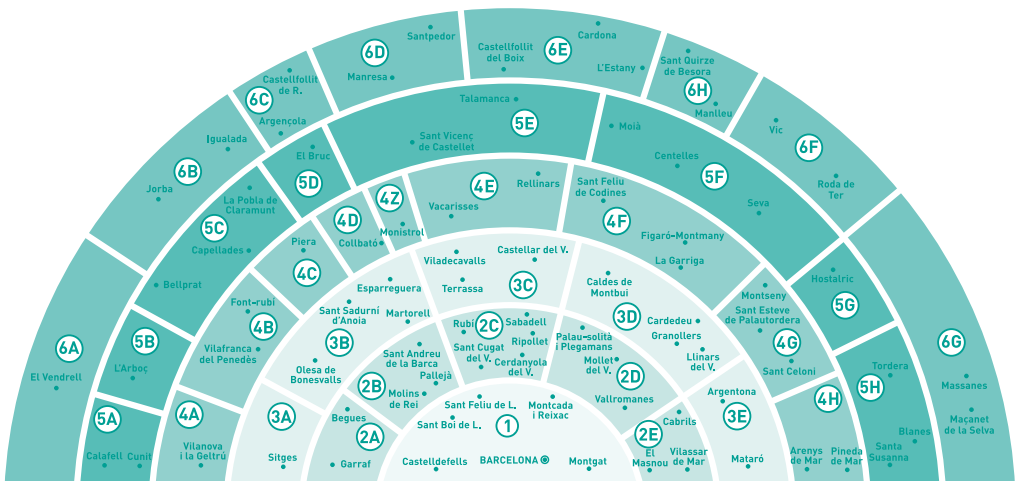 6D
Santpedor
Manresa
6E
Cardona
Castellfollit
del Boix
L'Estany
Sant Quirze
de Besora
6H
Manlleu
6C
Castellfollit
de R.
Argençola
Igualada
6B
Jorba
Vic
6F
Roda de
Ter
Talamanca
5E
Sant Vicenç
de Castellet
Moià
Centelles
5F
Seva
El Bruc
5D
La Pobla de
Claramunt
5C
Capellades
Bellprat
4Z
Monistrol
4E
Rellinars
Vacarisses
Sant Feliu
de Codines
4F
Figaró-Montmany
La Garriga
4D
Collbató
Piera
4C
Hostalric
5G
Montseny
Sant Esteve
de Palautordera
4G
Sant Celoni
Font-rubí
4B
Vilafranca
del Penedès
Viladecavalls
Castellar del V.
Terrassa
3C
Caldes de
Montbui
3D
Cardedeu
Granollers
Llinars
del V.
Esparreguera
Sant Sadurní
d'Anoia
Martorell
3B
Olesa de
Bonesvalls
6A
El Vendrell
5B
L'Arboç
6G
Massanes
Maçanet
de la Selva
Tordera
5H
Blanes
Santa
Susanna
Rubí
2C
Sabadell
Ripollet
Sant Cugat
del V.
Cerdanyola
del V.
Palau-solità
i Plegamans
Mollet
del V.
2D
Vallromanes
Sant Andreu
de la Barca
Pallejà
2B
Molins
de Rei
5A
Calafell
Cunit
4A
Vilanova
i la Geltrú
3A
Sitges
Begues
2A
Garraf
Sant Feliu de L.
Sant Boi de L.
1
Montcada
i Reixac
Castelldefells
BARCELONA
Montgat
2E
Cabrils
El
Masnou
Vilassar
de Mar
Argentona
3E
Mataró
4H
Arenys
de Mar
Pineda
de Mar